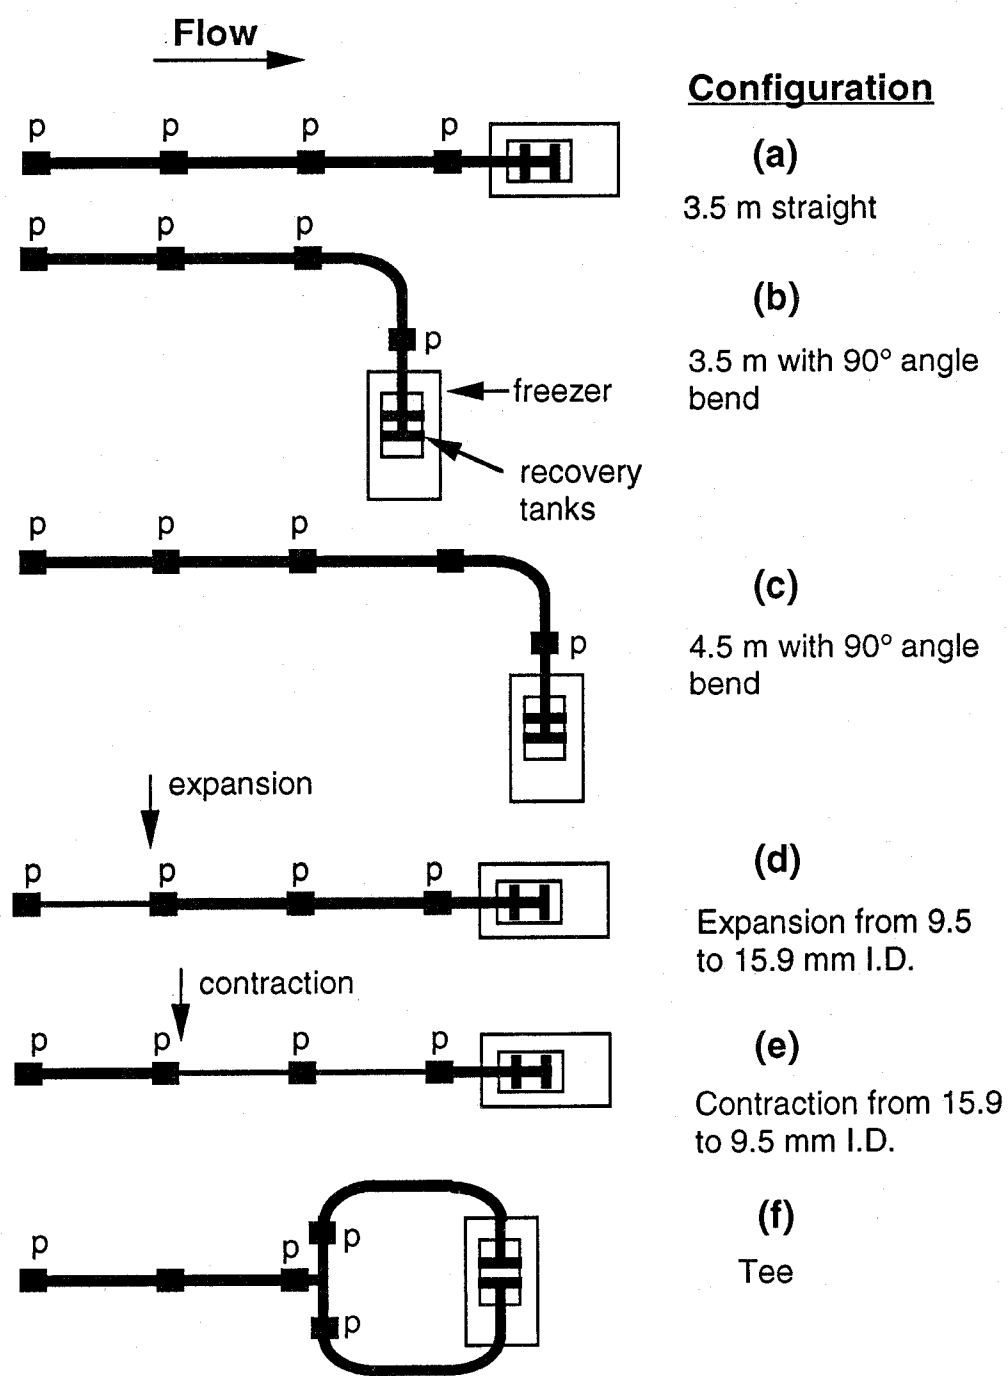 Flow
Configuration
p p p p
(a)
3.5 m straight
p p p
(b)
p
3.5 m with 90° angle
bend
freezer
recovery
tanks
p p p
(c)
p
4.5 m with 90° angle
bend
expansion
p p p p
(d)
Expansion from 9.5
to 15.9 mm I.D.
contraction
p p p p
(e)
Contraction from 15.9
to 9.5 mm I.D.
(f)
p p p
Tee
p